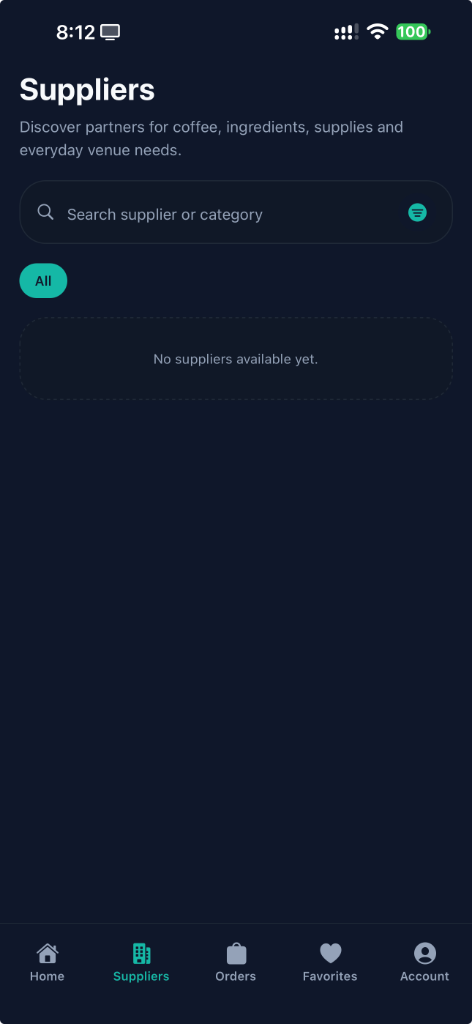 8:12
100
Suppliers
Discover partners for coffee, ingredients, supplies and
everyday venue needs.
Search supplier or category
All
No suppliers available yet.
Home
Suppliers
Orders
Favorites
Account